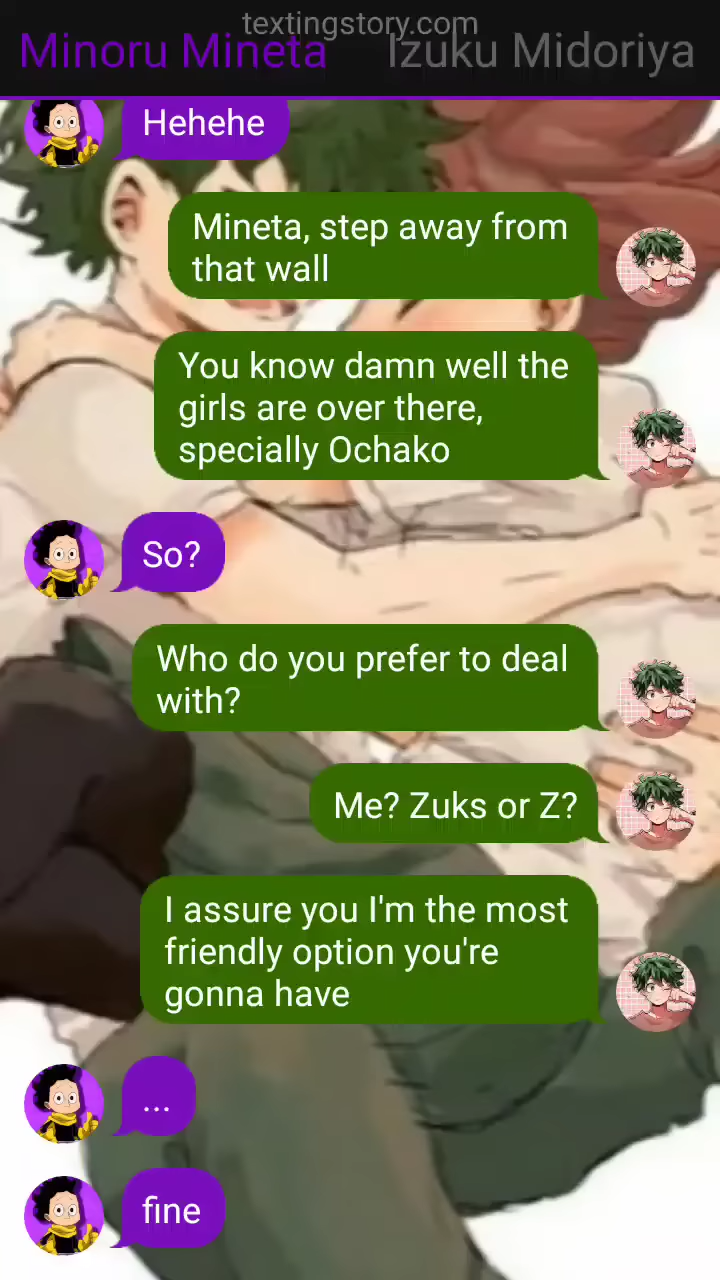 textingstory.com
Minoru Mineta Izuku Midoriya
Hehehe
Mineta, step away from
that wall
You know damn well the
girls are over there,
specially Ochako
So?
Who do you prefer to deal
with?
Me? Zuks or Z?
I assure you I'm the most
friendly option you're
gonna have
...
fine